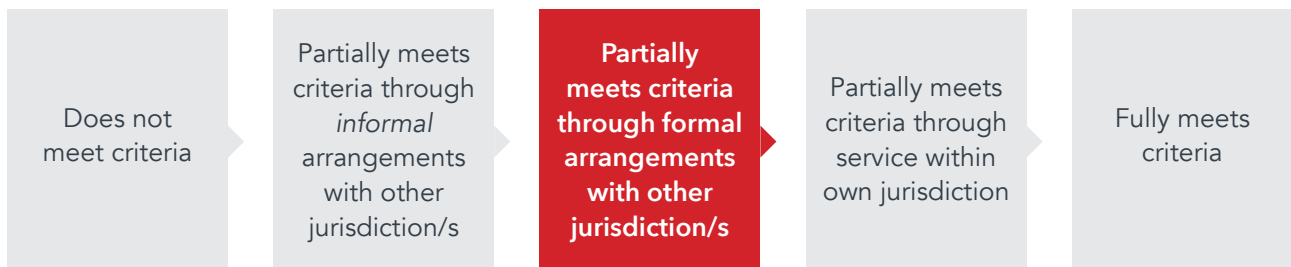 Does not
meet criteria
Partially meets
criteria through
informal
arrangements
with other
jurisdiction/s
Partially
meets criteria
through formal
arrangements
with other
jurisdiction/s
Partially meets
criteria through
service within
own jurisdiction
Fully meets
criteria